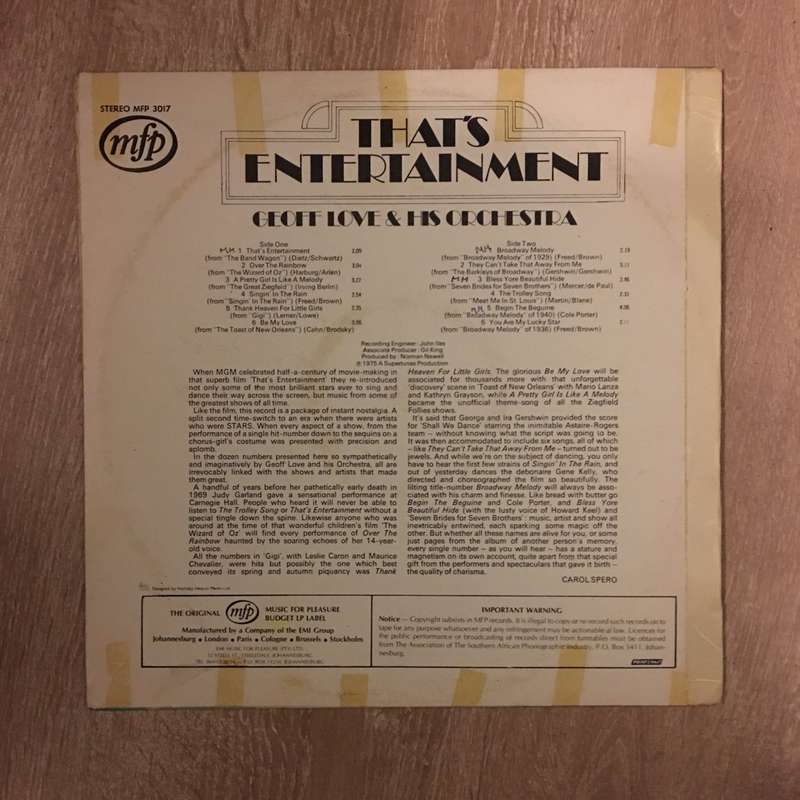 STEREO MFP 3017
mfp
THAT'S
ENTERTAINMENT
GEOFF LOVE & HIS ORCHESTRA
Side One
1 That's Entertainment
(from "The Band Wagon") (Dietz/Schwartz)
2 Over The Rainbow
(from "The Wizard of Oz") (Harburg/Arlen)
3 A Pretty Girl Is Like A Melody
(from "The Great Ziegfeld") (Irving Berlin)
4 Singin' In The Rain
(from "Singin' In The Rain") (Freed/Brown)
5 Thank Heaven For Little Girls
(from "Gigi") (Lerner/Lowe)
6 Be My Love
(from "The Toast of New Orleans") (Cahn/Brodsky)
Side Two
Broadway Melody
(from "Broadway Melody" of 1929) (Freed/Brown)
2 They Can't Take That Away From Me
(from "The Barkleys of Broadway") (Gershwin/Gershwin)
3 Bless Yore Beautiful Hide
(from "Seven Brides for Seven Brothers") (Mercer/de Paul)
4 The Trolley Song
(from "Meet Me In St. Louis") (Martin/Blane)
5 Begin The Beguine
(from "Broadway Melody" of 1940) (Cole Porter)
6 You Are My Lucky Star
(from "Broadway Melody" of 1936) (Freed/Brown)
Recording Engineer : John Iles
Associate Producer : Gil King
Produced by : Norman Newell
℗ 1975 A Supertunes Production
When MGM celebrated half-a-century of movie-making in
that superb film 'That's Entertainment' they re-introduced
not only some of the most brilliant stars ever to sing and
dance their way across the screen, but music from some of
the greatest shows of all time.
Like the film, this record is a package of instant nostalgia. A
split second time-switch to an era when there were artists
who were STARS. When every aspect of a show, from the
performance of a single hit-number down to the sequins on a
chorus-girl's costume was presented with precision and
aplomb.
In the dozen numbers presented here so sympathetically
and imaginatively by Geoff Love and his Orchestra, all are
irrevocably linked with the shows and artists that made
them great.
A handful of years before her pathetically early death in
1969 Judy Garland gave a sensational performance at
Carnegie Hall. People who heard it will never be able to
listen to The Trolley Song or That's Entertainment without a
special tingle down the spine. Likewise anyone who was
around at the time of that wonderful children's film 'The
Wizard of Oz' will find every performance of Over The
Rainbow haunted by the soaring echoes of her 14-year-
old voice.
All the numbers in 'Gigi', with Leslie Caron and Maurice
Chevalier, were hits but possibly the one which best
conveyed its spring and autumn piquancy was Thank
Heaven For Little Girls. The glorious Be My Love will be
associated for thousands more with that unforgettable
'discovery' scene in 'Toast of New Orleans' with Mario Lanza
and Kathryn Grayson, while A Pretty Girl Is Like A Melody
became the unofficial theme-song of all the Ziegfield
Follies shows.
It's said that George and Ira Gershwin provided the score
for 'Shall We Dance' starring the inimitable Astaire-Rogers
team – without knowing what the script was going to be.
It was then accommodated to include six songs, all of which
– like They Can't Take That Away From Me – turned out to be
jewels. And while we're on the subject of dancing, you only
have to hear the first few strains of Singin' In The Rain, and
out of yesterday dances the debonaire Gene Kelly, who
directed and choreographed the film so beautifully. The
lilting title-number Broadway Melody will always be asso-
ciated with his charm and finesse. Like bread with butter go
Begin The Beguine and Cole Porter, and Bless Yore
Beautiful Hide (with the lusty voice of Howard Keel) and
'Seven Brides for Seven Brothers': music, artist and show all
inextricably entwined, each sparking some magic off the
other. But whether all these names are alive for you, or some
just pages from the album of another person's memory,
every single number – as you will hear – has a stature and
magnetism on its own account, quite apart from that special
gift from the performers and spectaculars that gave it birth –
the quality of charisma.
CAROL SPERO
THE ORIGINAL mfp MUSIC FOR PLEASURE
BUDGET LP LABEL
Manufactured by a Company of the EMI Group
Johannesburg • London • Paris • Cologne • Brussels • Stockholm
EMI MUSIC FOR PLEASURE (PTY) LTD.
IMPORTANT WARNING
Notice – Copyright subsists in MFP records. It is illegal to copy or re-record such records on to
tape for any purpose whatsoever and any infringement may be actionable at law. Licences for
the public performance or broadcasting of records direct from turntables must be obtained
from The Association of The Southern African Phonographic Industry, P.O. Box 5411, Johan-
nesburg.